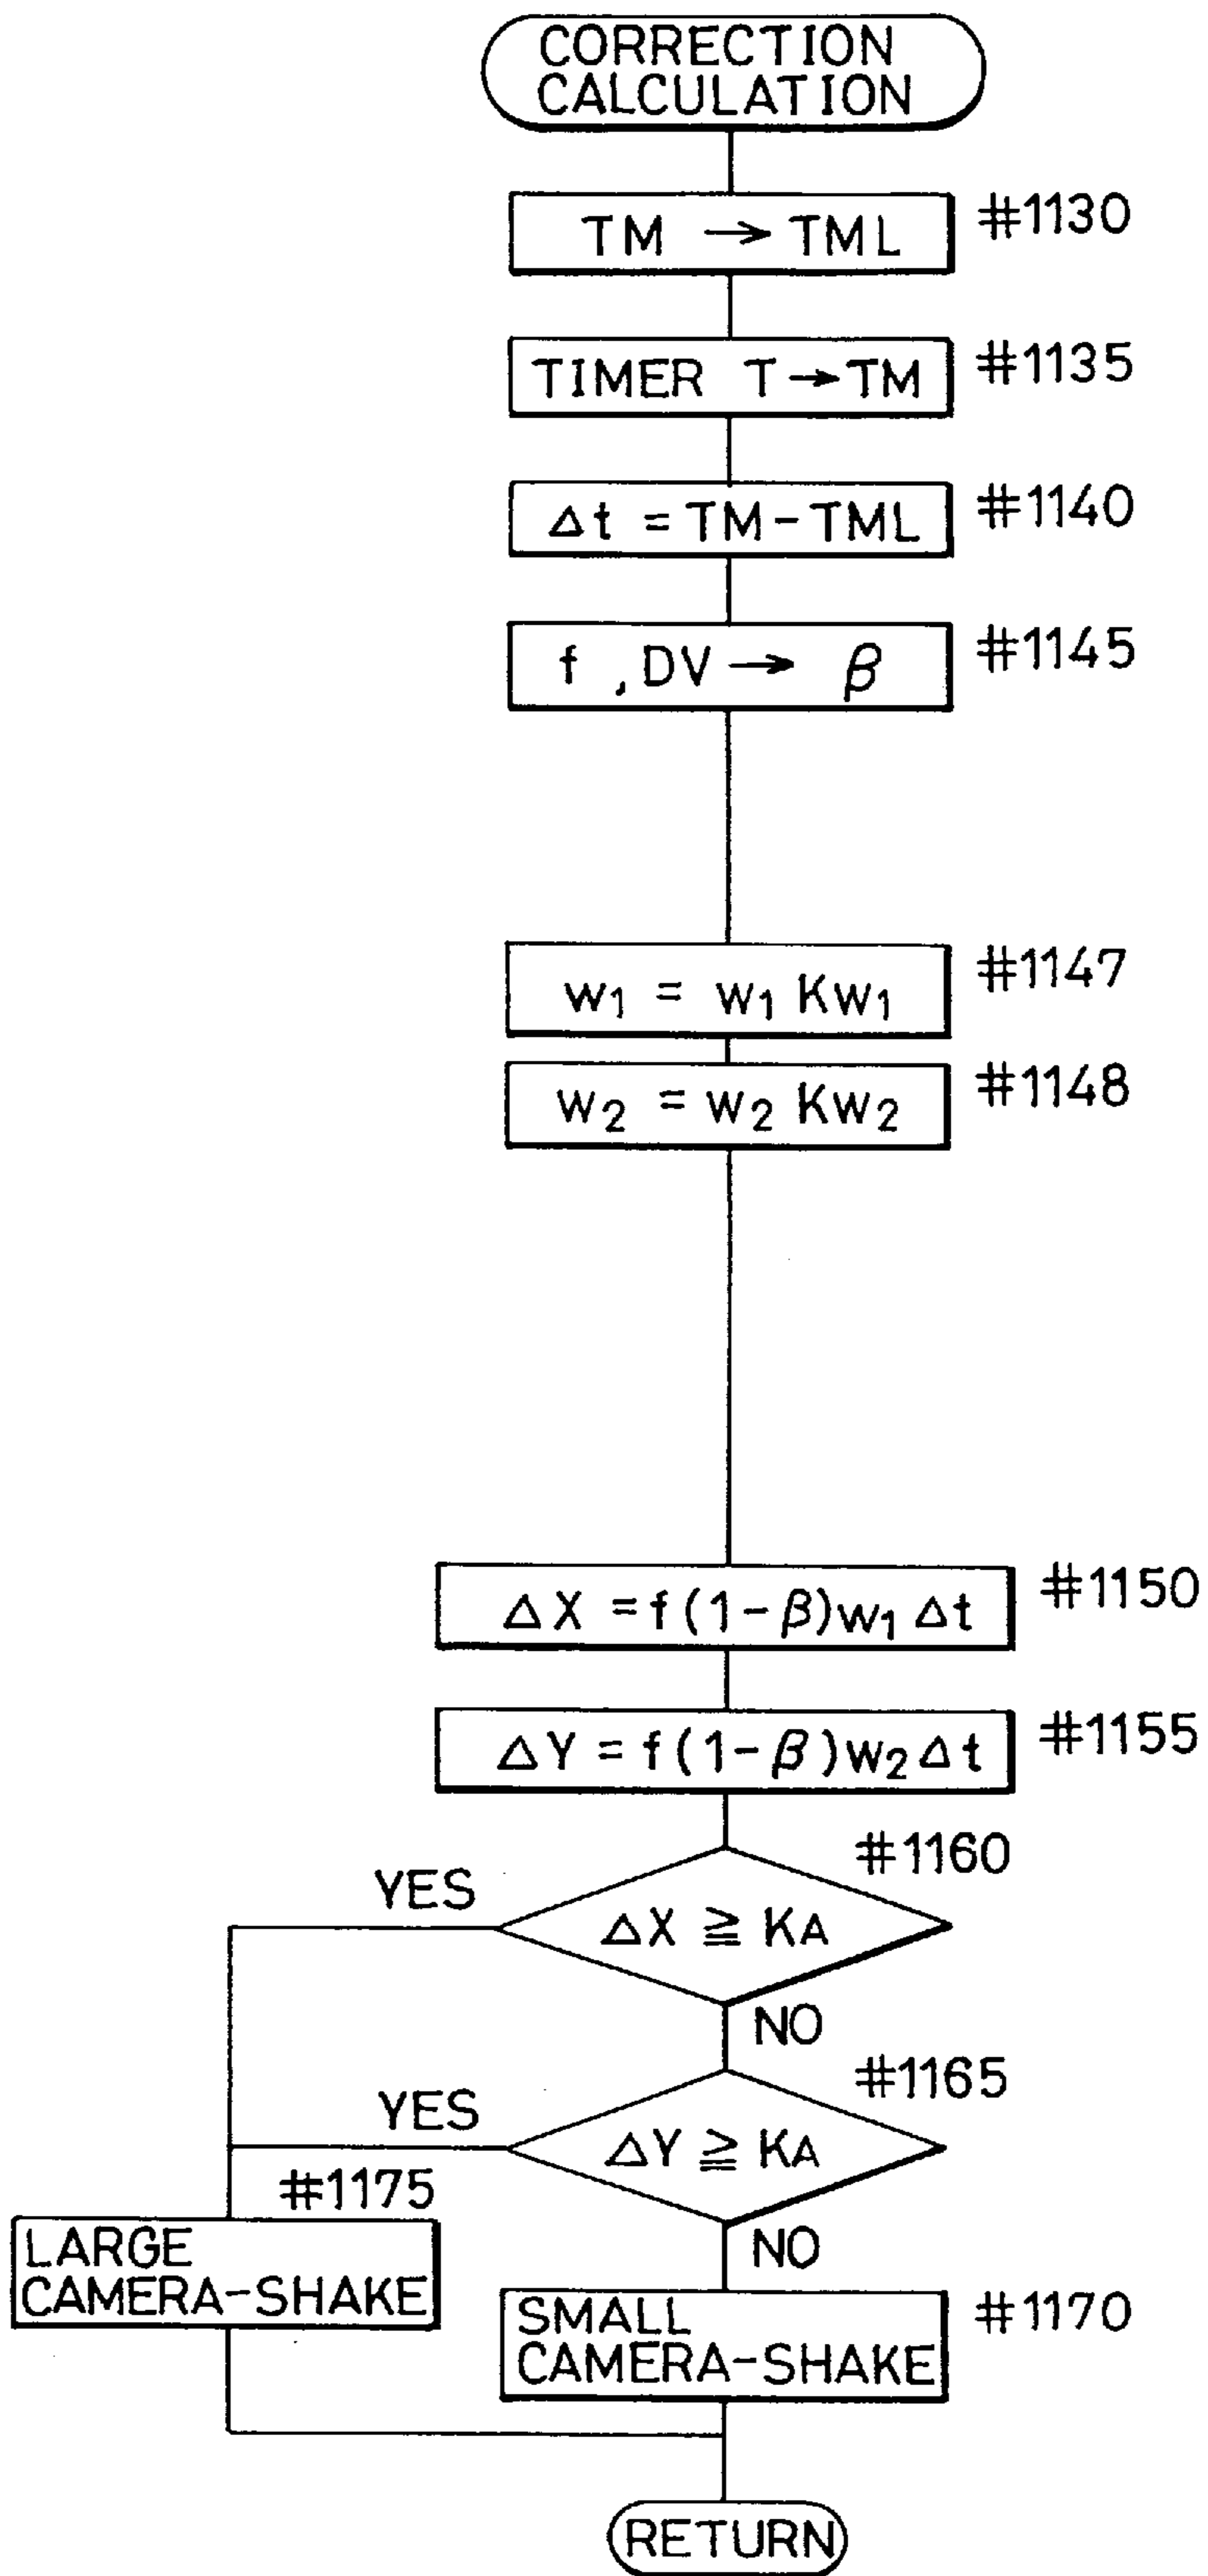 CORRECTION
CALCULATION
TM → TML
#1130
TIMER T → TM
#1135
Δt = TM - TML
#1140
f , DV → β
#1145
w₁ = w₁ Kw₁
#1147
w₂ = w₂ Kw₂
#1148
ΔX = f(1-β)w₁ Δt
#1150
ΔY = f(1-β)w₂ Δt
#1155
#1160
YES
ΔX ≧ KA
NO
#1165
YES
ΔY ≧ KA
NO
#1175
LARGE
CAMERA-SHAKE
SMALL
CAMERA-SHAKE
#1170
RETURN